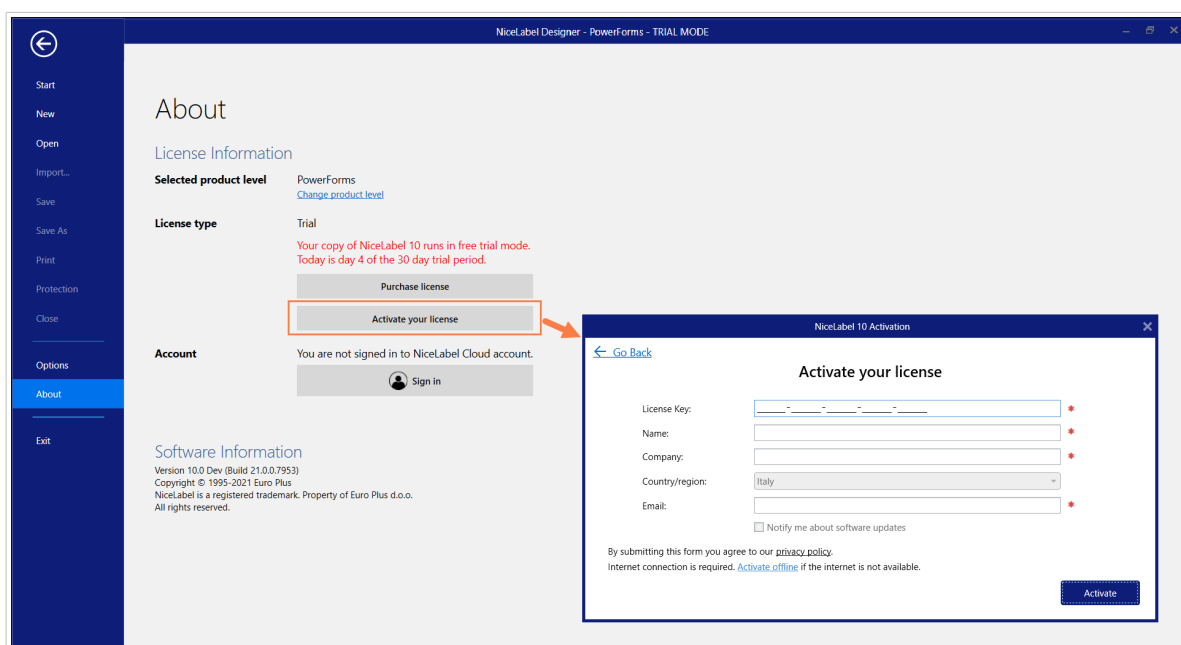 NiceLabel Designer - PowerForms - TRIAL MODE
Start
New
Open
Import...
Save
Save As
Print
Protection
Close
Options
About
Exit
About
License Information
Selected product level PowerForms
Change product level
License type Trial
Your copy of NiceLabel 10 runs in free trial mode.
Today is day 4 of the 30 day trial period.
Purchase license
Activate your license
Account You are not signed in to NiceLabel Cloud account.
Sign in
Software Information
Version 10.0 Dev (Build 21.0.0.7953)
Copyright © 1995-2021 Euro Plus
NiceLabel is a registered trademark. Property of Euro Plus d.o.o.
All rights reserved.
NiceLabel 10 Activation
Go Back
Activate your license
License Key: _____-_____-_____-_____-_____ *
Name: *
Company: *
Country/region: Italy
Email: *
Notify me about software updates
By submitting this form you agree to our privacy policy.
Internet connection is required. Activate offline if the internet is not available.
Activate